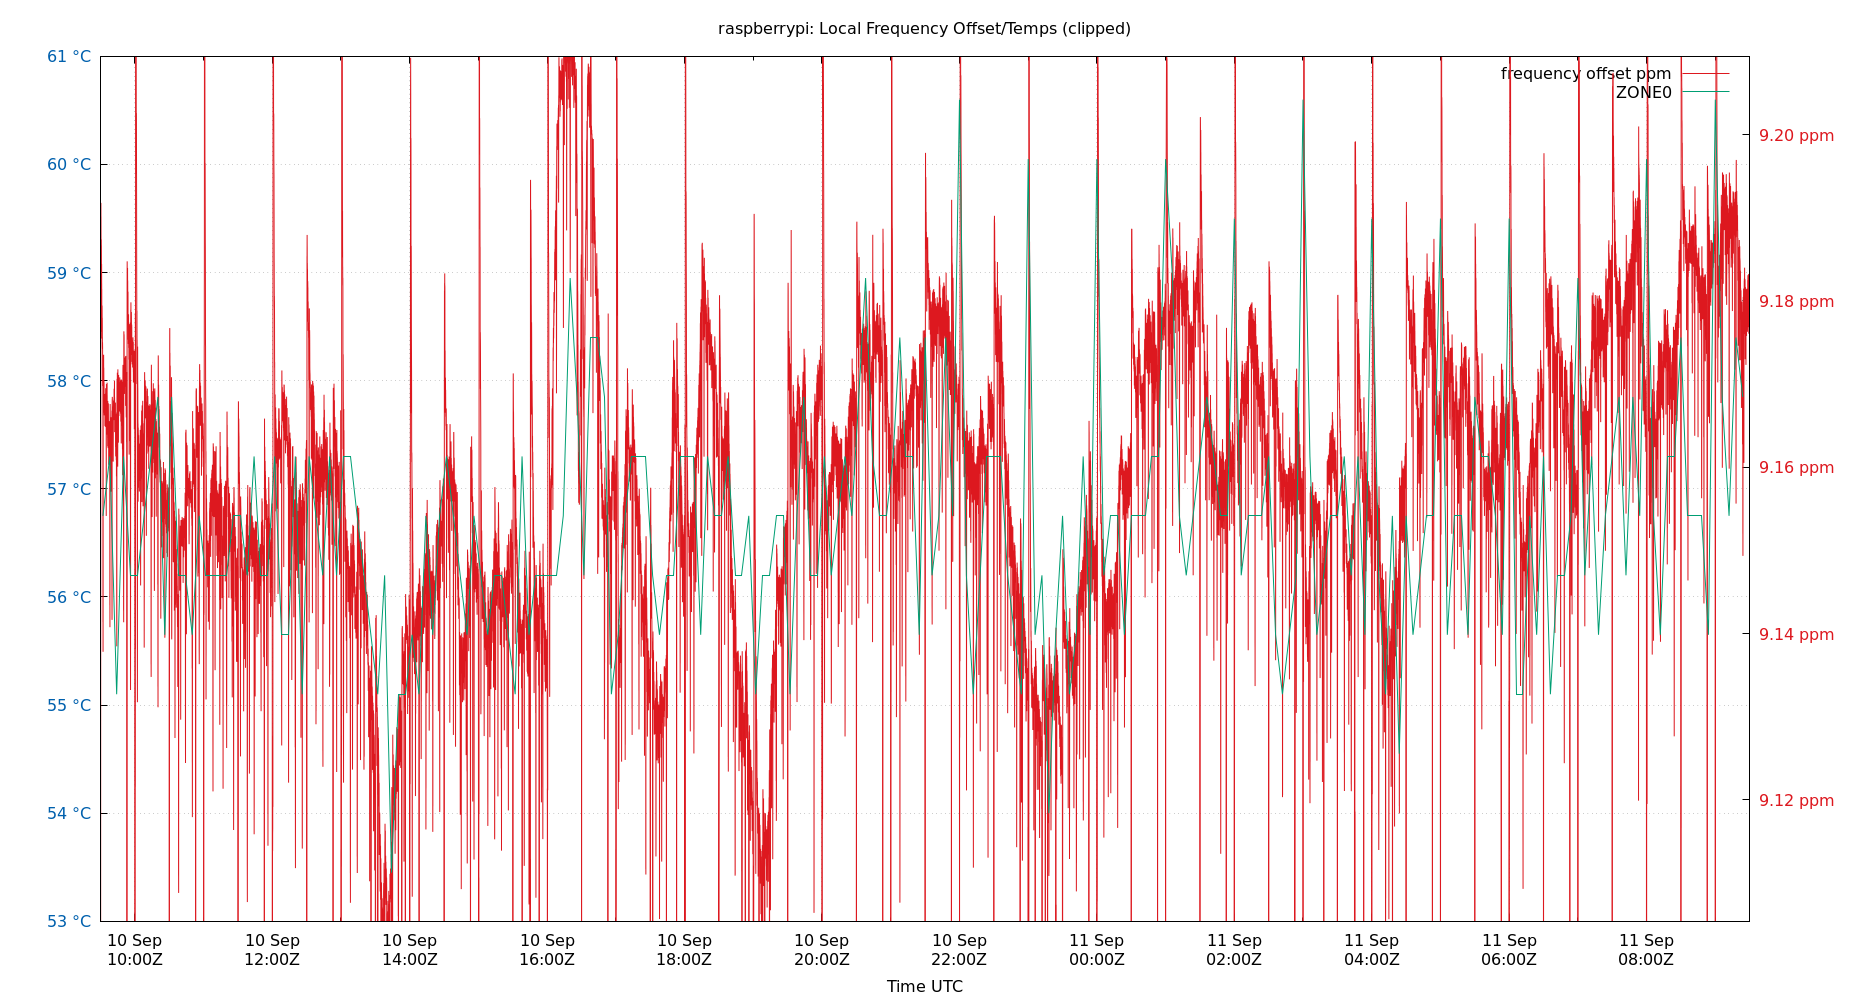 raspberrypi: Local Frequency Offset/Temps (clipped)
61 °C
60 °C
59 °C
58 °C
57 °C
56 °C
55 °C
54 °C
53 °C
frequency offset ppm
ZONE0
9.20 ppm
9.18 ppm
9.16 ppm
9.14 ppm
9.12 ppm
10 Sep 10 Sep 10 Sep 10 Sep 10 Sep 10 Sep 10 Sep 11 Sep 11 Sep 11 Sep 11 Sep 11 Sep
10:00Z 12:00Z 14:00Z 16:00Z 18:00Z 20:00Z 22:00Z 00:00Z 02:00Z 04:00Z 06:00Z 08:00Z
Time UTC